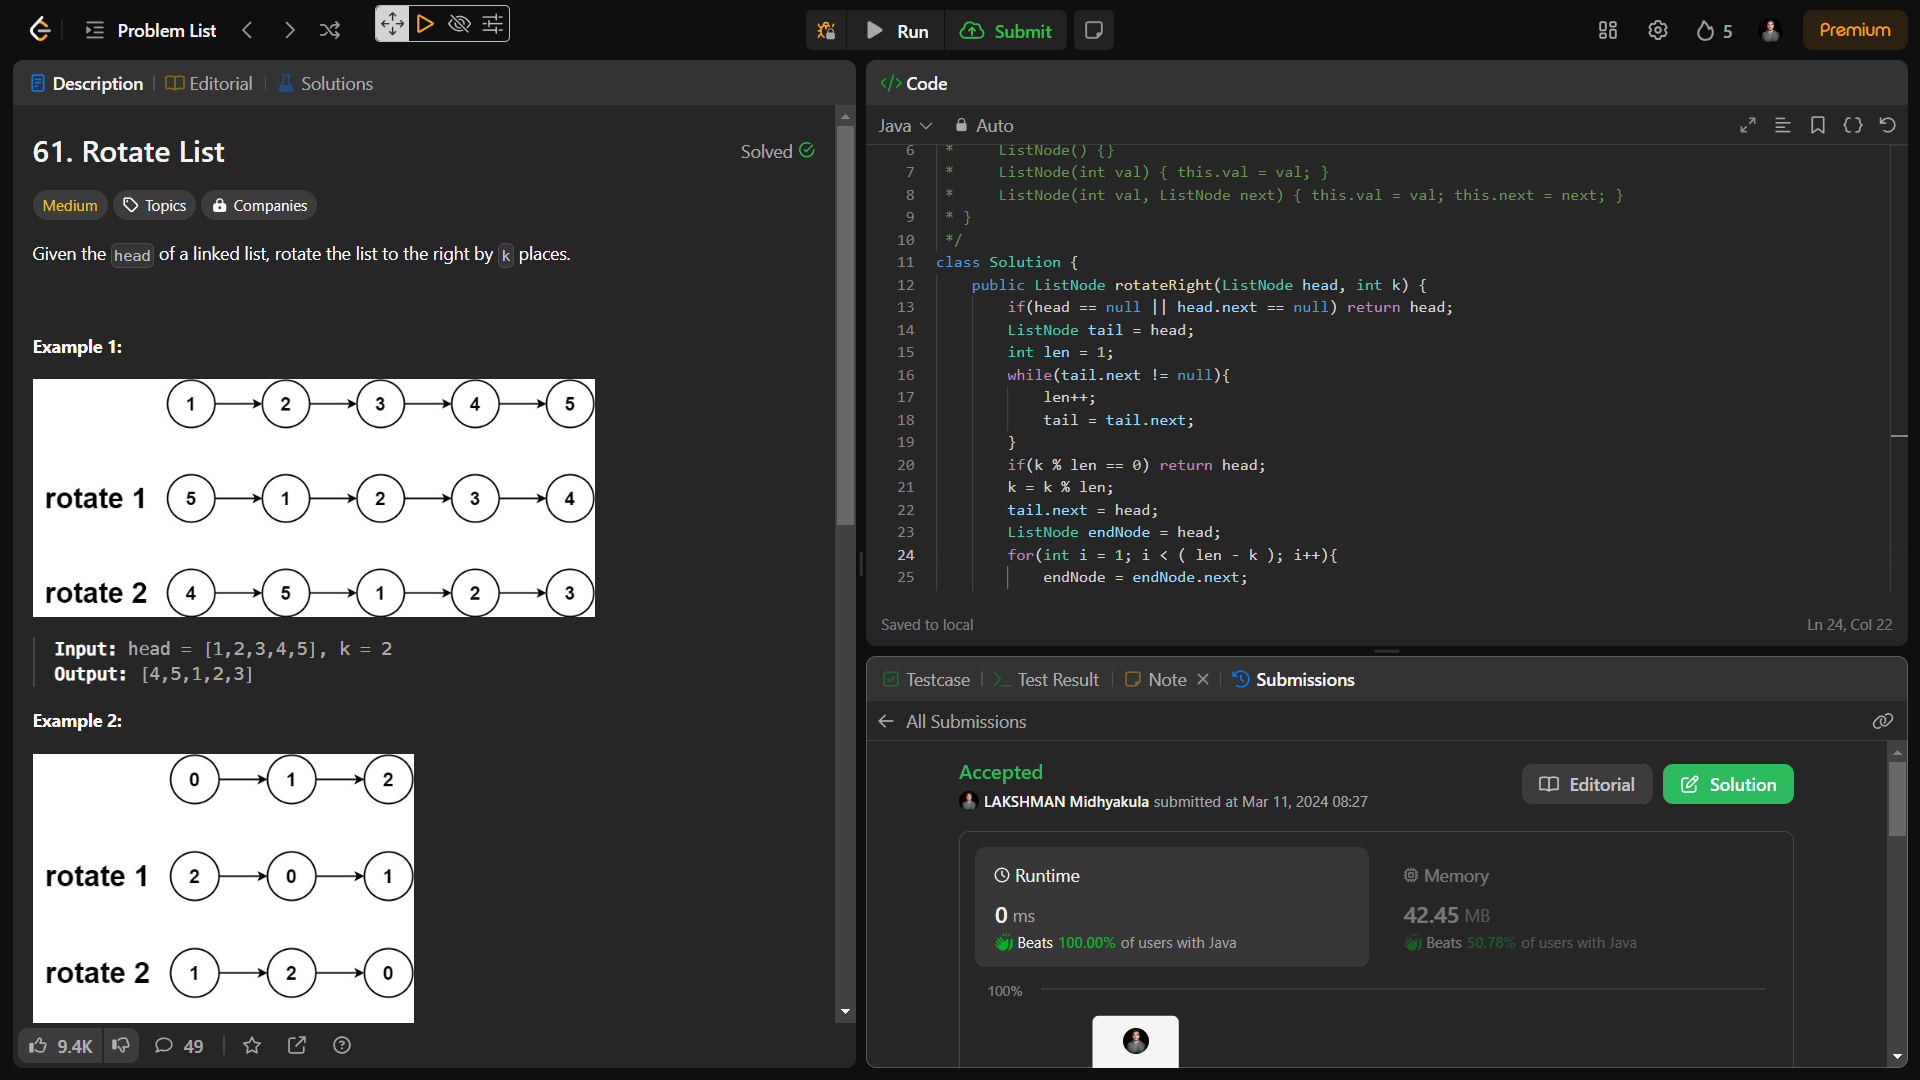 Problem List
Run
Submit
5
Premium
Description
Editorial
Solutions
61. Rotate List
Solved
Medium
Topics
Companies
Given the head of a linked list, rotate the list to the right by k places.
Example 1:
1 2 3 4 5
rotate 1 5 1 2 3 4
rotate 2 4 5 1 2 3
Input: head = [1,2,3,4,5], k = 2
Output: [4,5,1,2,3]
Example 2:
0 1 2
rotate 1 2 0 1
rotate 2 1 2 0
9.4K
49
</> Code
Java
Auto
6 *     ListNode() {}
7 *     ListNode(int val) { this.val = val; }
8 *     ListNode(int val, ListNode next) { this.val = val; this.next = next; }
9 * }
10 */
11 class Solution {
12     public ListNode rotateRight(ListNode head, int k) {
13         if(head == null || head.next == null) return head;
14         ListNode tail = head;
15         int len = 1;
16         while(tail.next != null){
17             len++;
18             tail = tail.next;
19         }
20         if(k % len == 0) return head;
21         k = k % len;
22         tail.next = head;
23         ListNode endNode = head;
24         for(int i = 1; i < ( len - k ); i++){
25             endNode = endNode.next;
Saved to local
Ln 24, Col 22
Testcase
Test Result
Note
Submissions
All Submissions
Accepted
LAKSHMAN Midhyakula submitted at Mar 11, 2024 08:27
Editorial
Solution
Runtime
0 ms
Beats 100.00% of users with Java
Memory
42.45 MB
Beats 50.78% of users with Java
100%